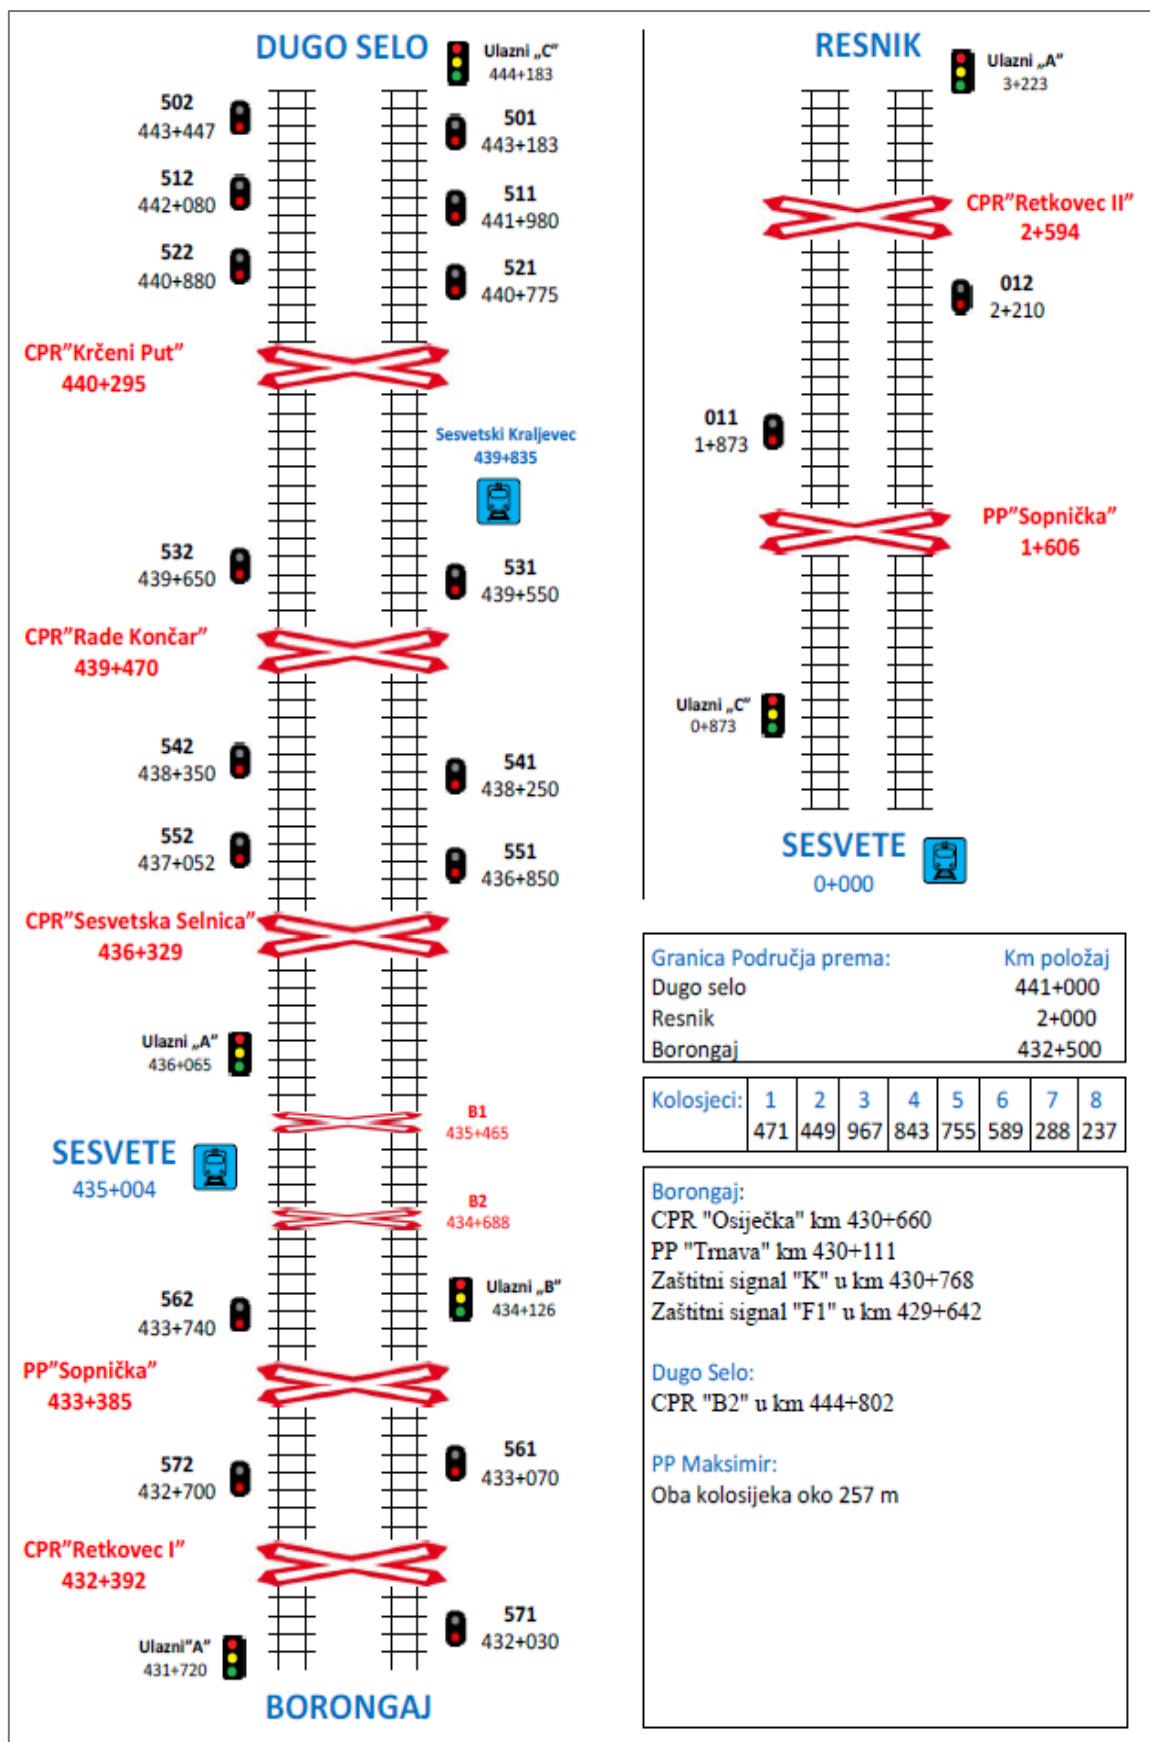 DUGO SELO
Ulazni „C"
444+183
502
443+447
501
443+183
512
442+080
511
441+980
522
440+880
521
440+775
CPR"Krčeni Put"
440+295
Sesvetski Kraljevec
439+835
532
439+650
531
439+550
CPR"Rade Končar"
439+470
542
438+350
541
438+250
552
437+052
551
436+850
CPR"Sesvetska Selnica"
436+329
Ulazni „A"
436+065
B1
435+465
SESVETE
435+004
B2
434+688
Ulazni „B"
434+126
562
433+740
PP"Sopnička"
433+385
561
433+070
572
432+700
CPR"Retkovec I"
432+392
571
432+030
Ulazni"A"
431+720
BORONGAJ
RESNIK
Ulazni „A"
3+223
CPR"Retkovec II"
2+594
012
2+210
011
1+873
PP"Sopnička"
1+606
Ulazni „C"
0+873
SESVETE
0+000
Granica Područja prema: Km položaj
Dugo selo 441+000
Resnik 2+000
Borongaj 432+500
Kolosjeci: 1 2 3 4 5 6 7 8
471 449 967 843 755 589 288 237
Borongaj:
CPR "Osiječka" km 430+660
PP "Trnava" km 430+111
Zaštitni signal "K" u km 430+768
Zaštitni signal "F1" u km 429+642
Dugo Selo:
CPR "B2" u km 444+802
PP Maksimir:
Oba kolosijeka oko 257 m